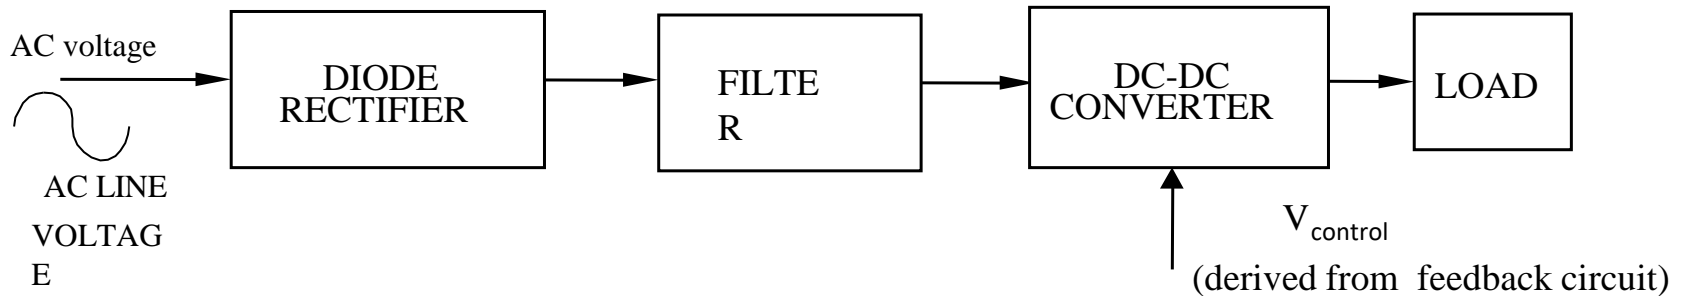 AC voltage
AC LINE
VOLTAG
E
DIODE
RECTIFIER
FILTE
R
DC-DC
CONVERTER
LOAD
Vcontrol
(derived from feedback circuit)